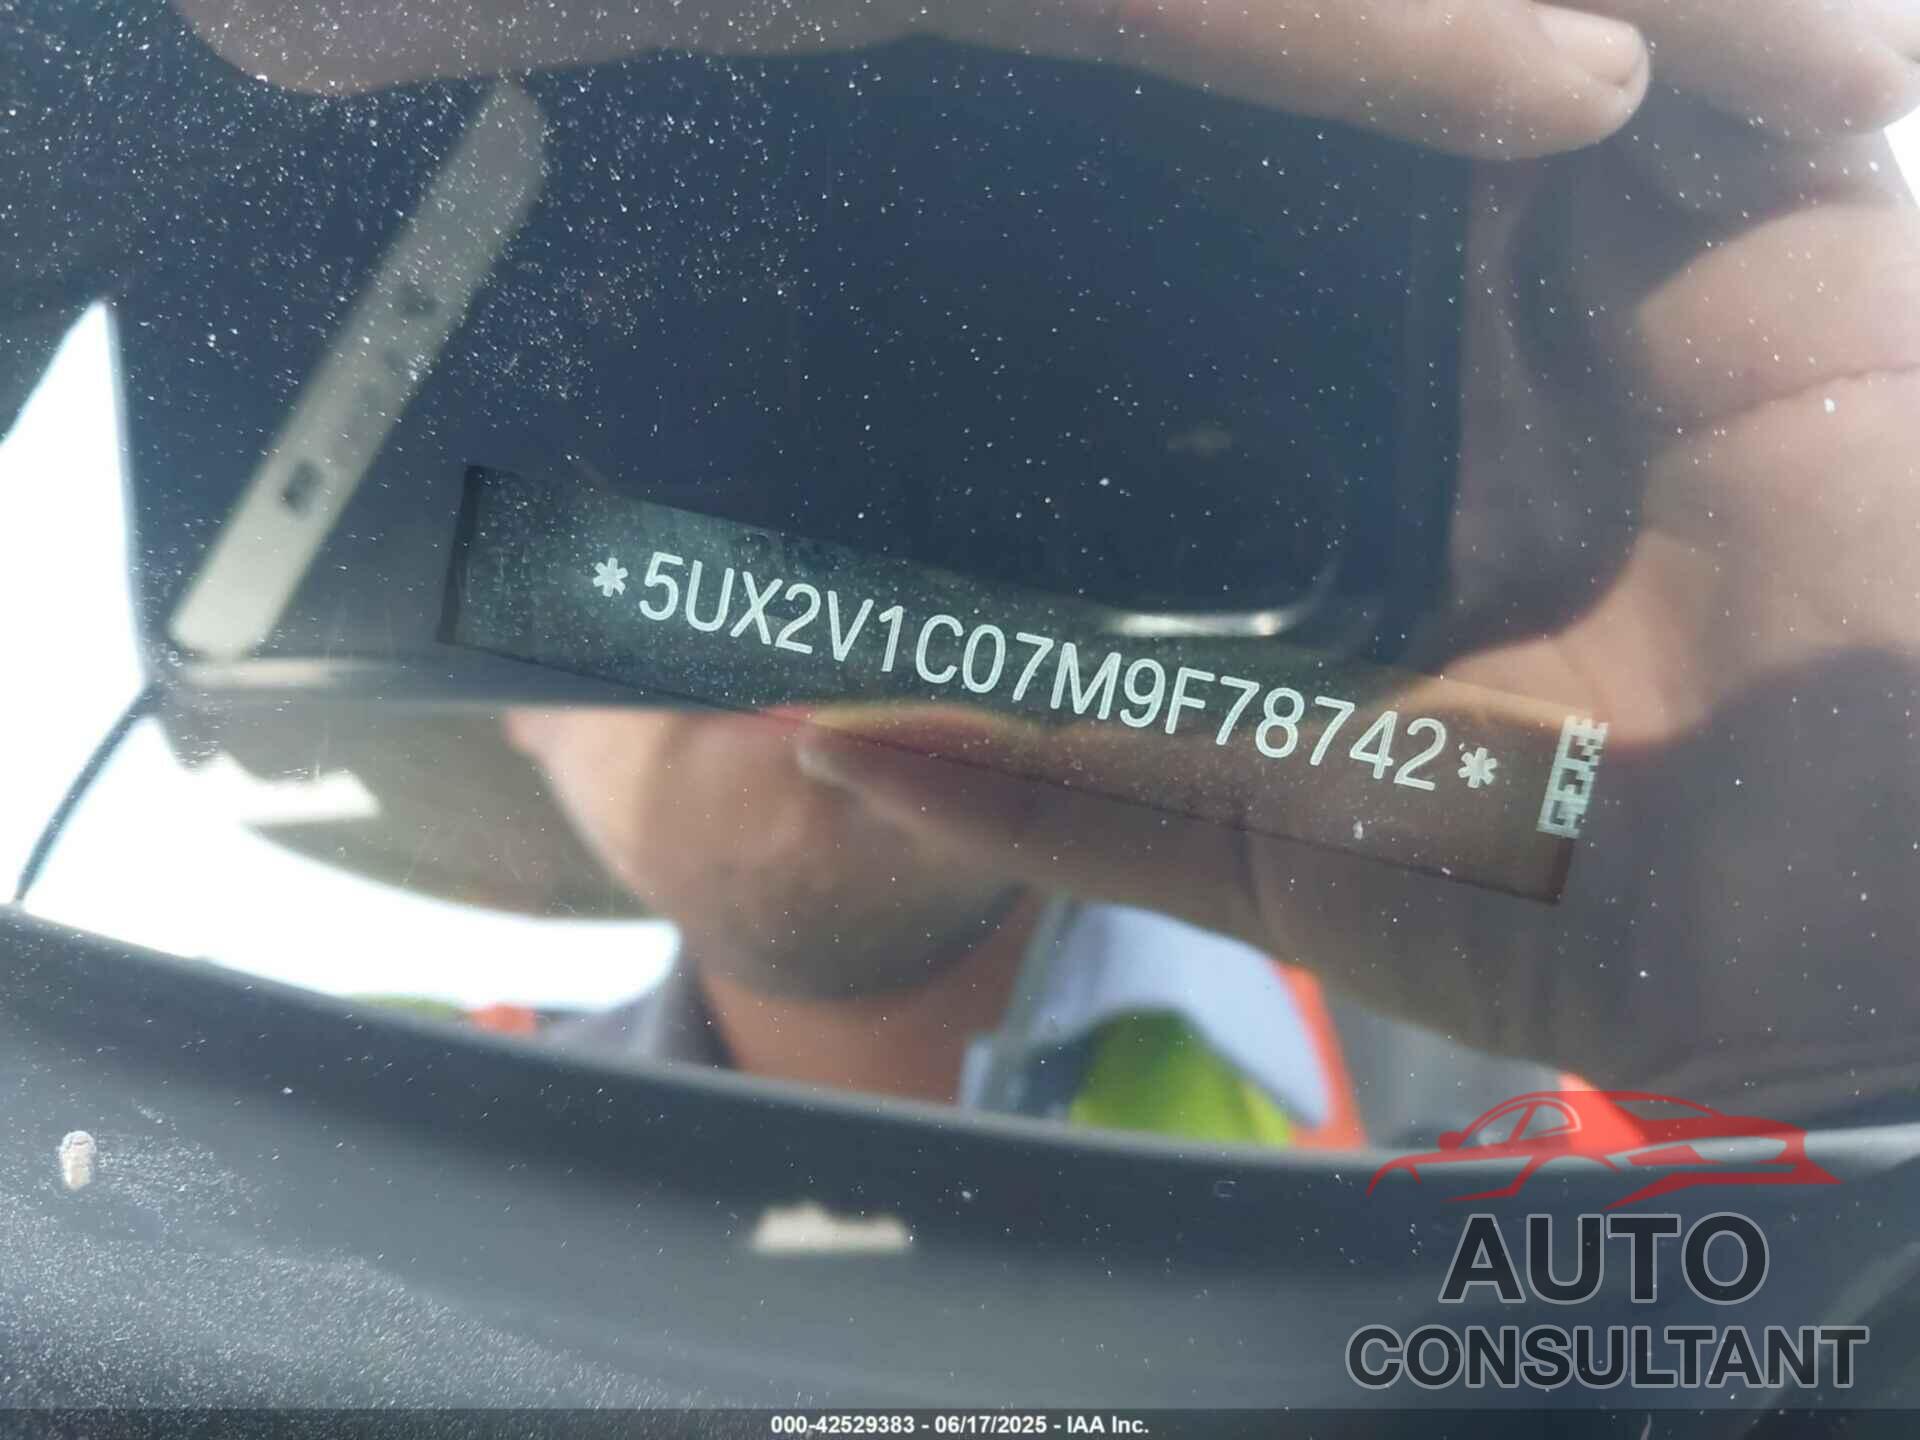 *5UX2V1C07M9F78742*
AUTO
CONSULTANT
000-42529383 - 06/17/2025 - IAA Inc.